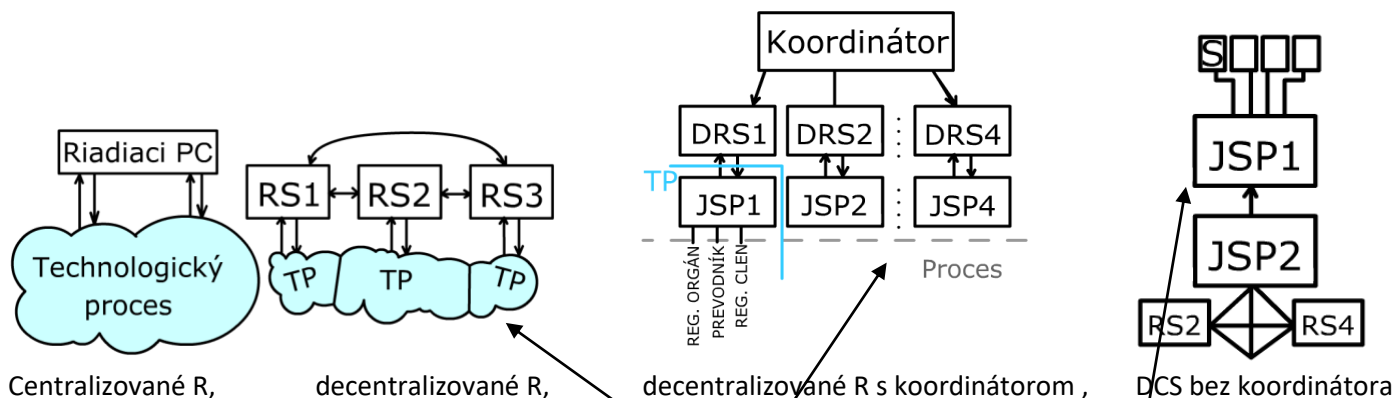 Riadiaci PC
Technologický
proces
Centralizované R,
RS1
RS2
RS3
TP
TP
TP
decentralizované R,
Koordinátor
DRS1
DRS2
DRS4
TP
JSP1
JSP2
JSP4
REG. ORGÁN
PREVODNÍK
REG. CLEN
Proces
decentralizované R s koordinátorom ,
S
JSP1
JSP2
RS2
RS4
DCS bez koordinátora